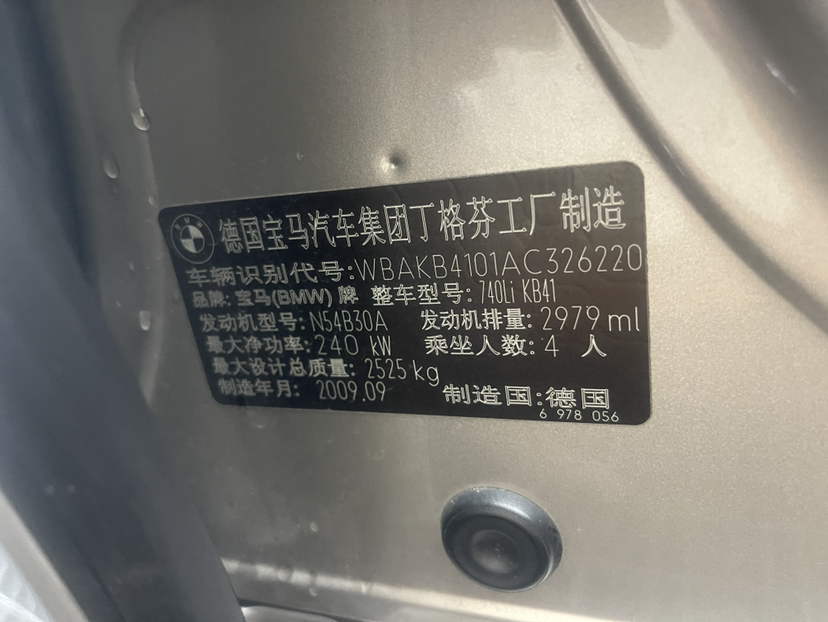 德国宝马汽车集团丁格芬工厂制造
车辆识别代号:WBAKB4101AC326220
品牌:宝马(BMW)牌 整车型号:740Li KB41
发动机型号:N54B30A 发动机排量:2979ml
最大净功率:240 kW 乘坐人数:4 人
最大设计总质量:2525kg
制造年月:2009.09 制造国:德国
6 978 056